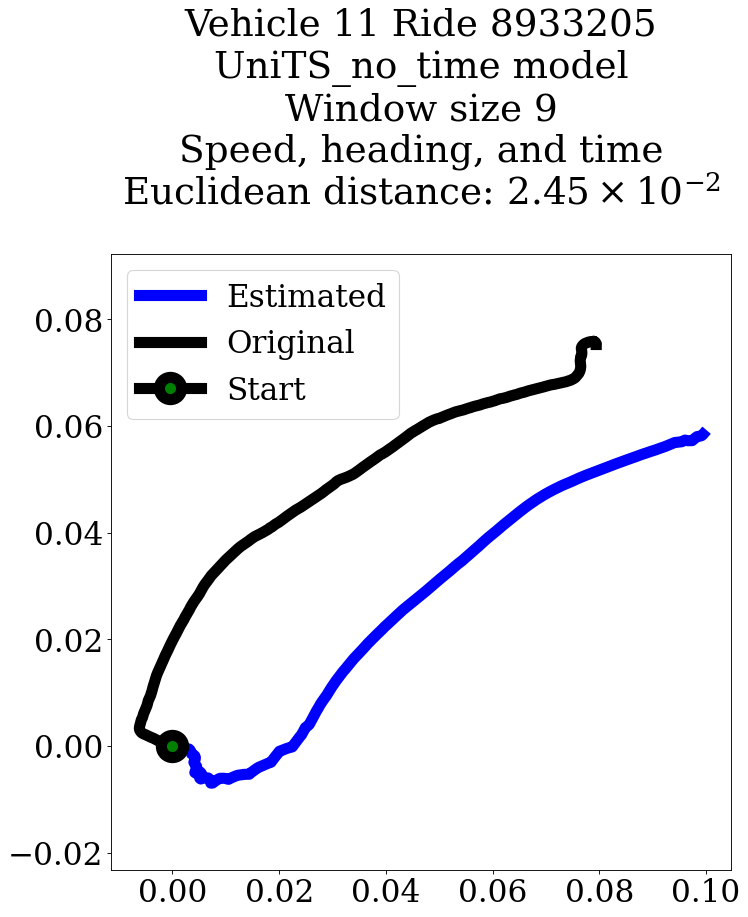 Vehicle 11 Ride 8933205
UniTS_no_time model
Window size 9
Speed, heading, and time
Euclidean distance: 2.45 × 10⁻²
Estimated
Original
Start
0.08
0.06
0.04
0.02
0.00
−0.02
0.00 0.02 0.04 0.06 0.08 0.10